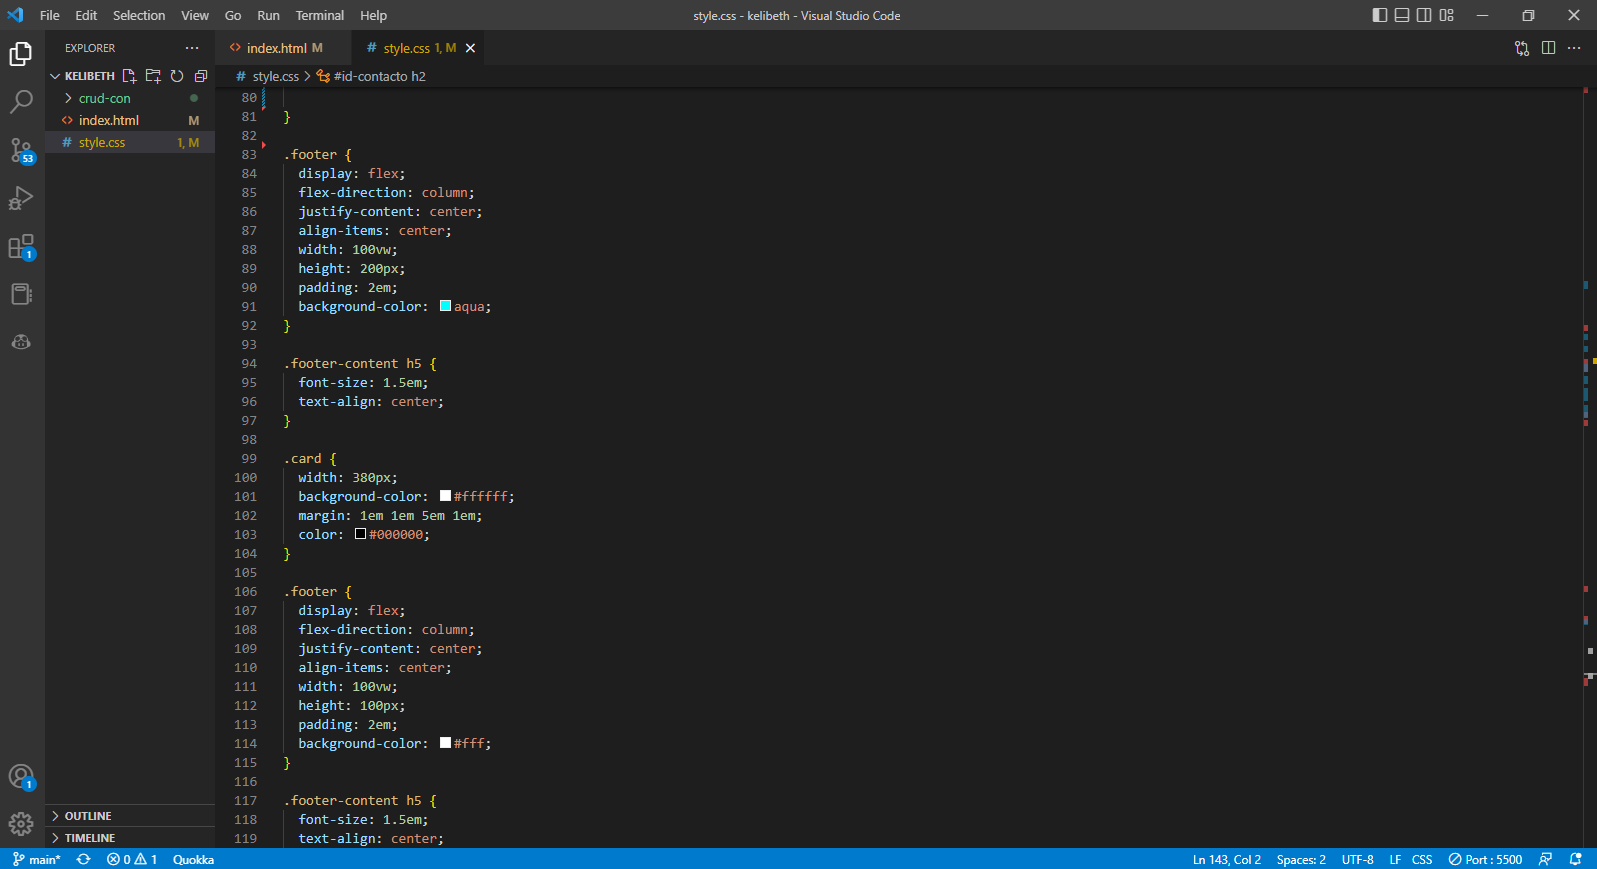 File Edit Selection View Go Run Terminal Help
style.css - kelibeth - Visual Studio Code
EXPLORER
KELIBETH
crud-con
index.html M
style.css 1, M
index.html M
style.css 1, M
style.css > #id-contacto h2
80
81 }
82
83 .footer {
84 display: flex;
85 flex-direction: column;
86 justify-content: center;
87 align-items: center;
88 width: 100vw;
89 height: 200px;
90 padding: 2em;
91 background-color: aqua;
92 }
93
94 .footer-content h5 {
95 font-size: 1.5em;
96 text-align: center;
97 }
98
99 .card {
100 width: 380px;
101 background-color: #ffffff;
102 margin: 1em 1em 5em 1em;
103 color: #000000;
104 }
105
106 .footer {
107 display: flex;
108 flex-direction: column;
109 justify-content: center;
110 align-items: center;
111 width: 100vw;
112 height: 100px;
113 padding: 2em;
114 background-color: #fff;
115 }
116
117 .footer-content h5 {
118 font-size: 1.5em;
119 text-align: center;
53
1
1
OUTLINE
TIMELINE
main* 0 1 Quokka
Ln 143, Col 2 Spaces: 2 UTF-8 LF CSS Port : 5500